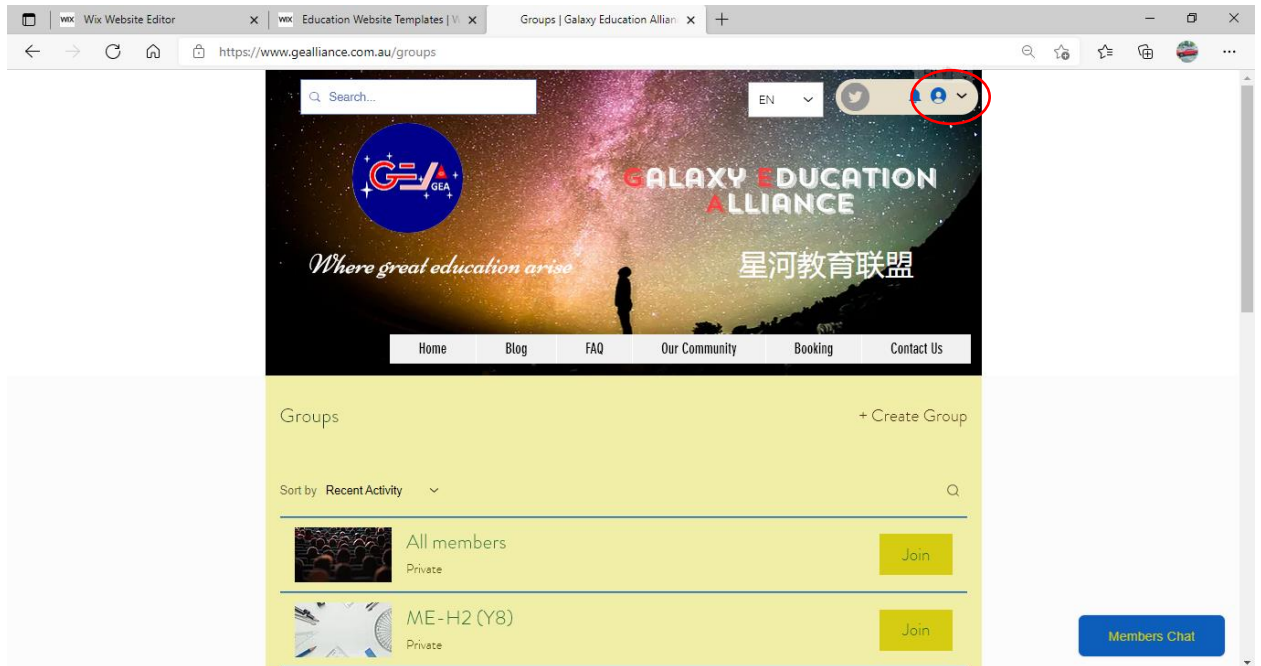 Wix Website Editor
Education Website Templates | W
Groups | Galaxy Education Allian
https://www.gealliance.com.au/groups
Search...
EN
GEA
GEA
GALAXY EDUCATION
ALLIANCE
Where great education arise
星河教育联盟
Home Blog FAQ Our Community Booking Contact Us
Groups + Create Group
Sort by Recent Activity
All members
Private
Join
ME-H2 (Y8)
Private
Join
Members Chat